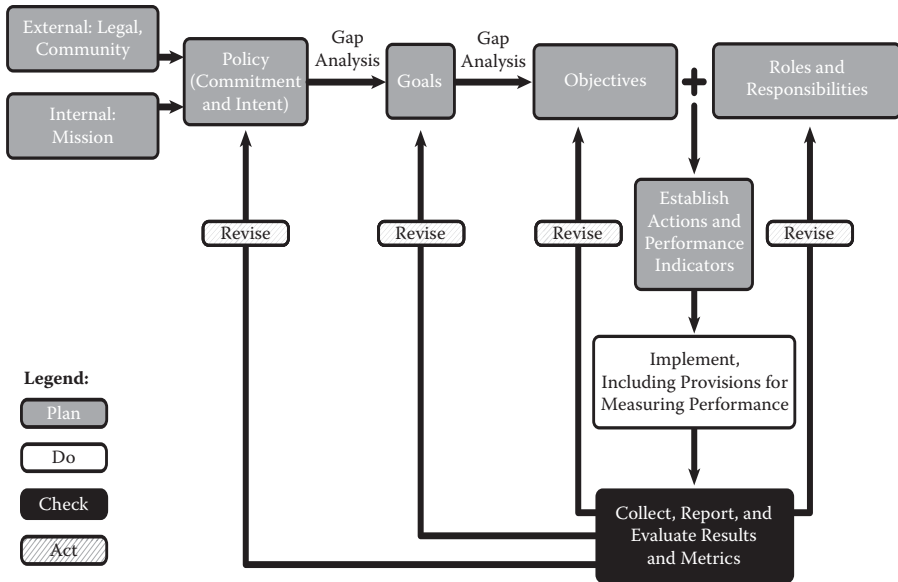 External: Legal,
Community
Internal:
Mission
Policy
(Commitment
and Intent)
Gap
Analysis
Goals
Gap
Analysis
Objectives
+
Roles and
Responsibilities
Establish
Actions and
Performance
Indicators
Revise
Revise
Revise
Revise
Implement,
Including Provisions for
Measuring Performance
Collect, Report, and
Evaluate Results
and Metrics
Legend:
Plan
Do
Check
Act